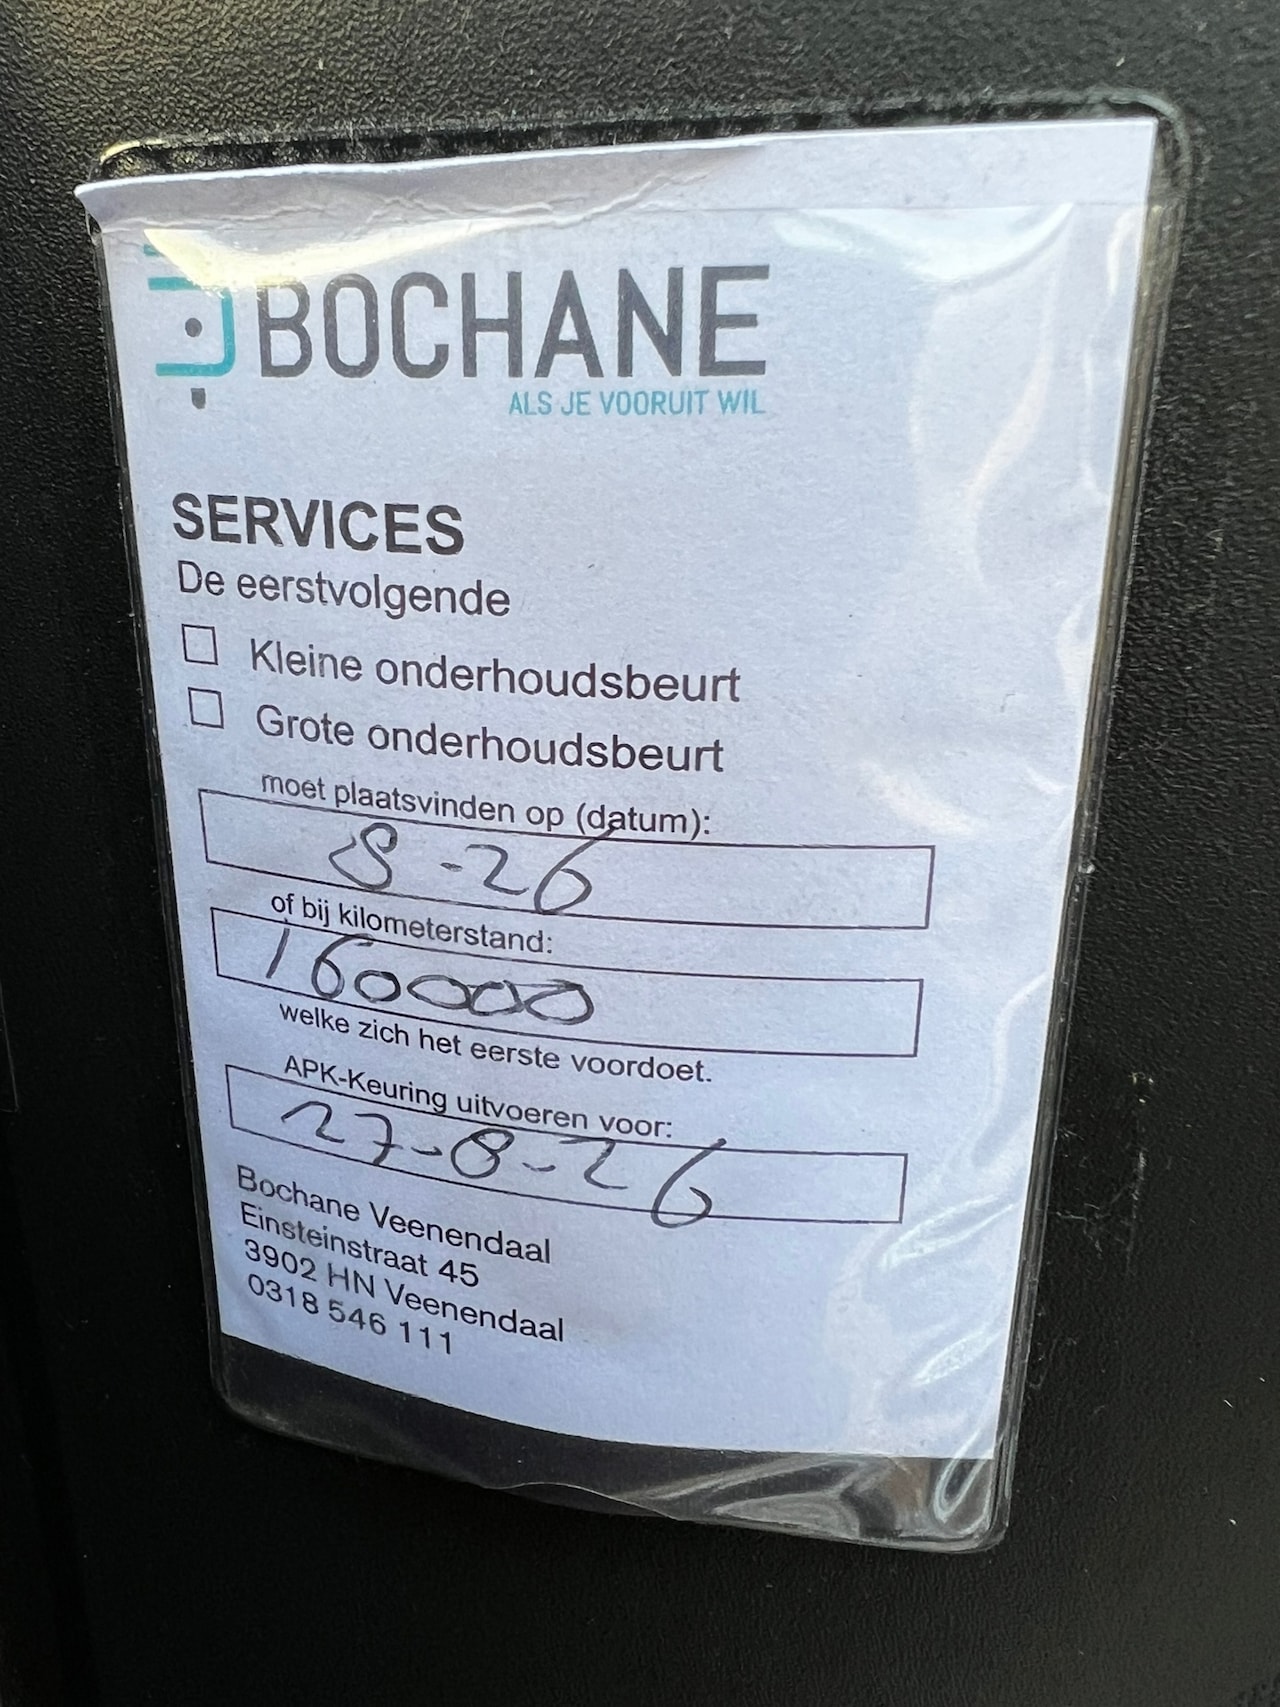 BOCHANE
ALS JE VOORUIT WIL
SERVICES
De eerstvolgende
☐ Kleine onderhoudsbeurt
☐ Grote onderhoudsbeurt
moet plaatsvinden op (datum):
8-26
of bij kilometerstand:
160000
welke zich het eerste voordoet.
APK-Keuring uitvoeren voor:
27-8-26
Bochane Veenendaal
Einsteinstraat 45
3902 HN Veenendaal
0318 546 111